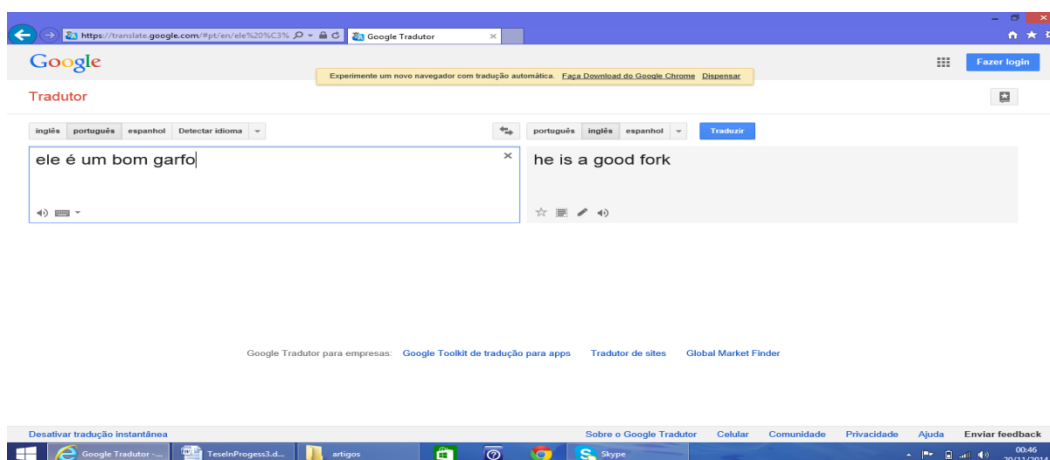 https://translate.google.com/#pt/en/ele%20%C3%
Google Tradutor
Google
Experimente um novo navegador com tradução automática. Faça Download do Google Chrome Dispensar
Fazer login
Tradutor
inglês português espanhol Detectar idioma
português inglês espanhol Traduzir
ele é um bom garfo
he is a good fork
Google Tradutor para empresas: Google Toolkit de tradução para apps Tradutor de sites Global Market Finder
Desativar tradução instantânea
Sobre o Google Tradutor Celular Comunidade Privacidade Ajuda Enviar feedback
Google Tradutor -... TeseInProgess3.d... artigos Skype
00:46
20/11/2014